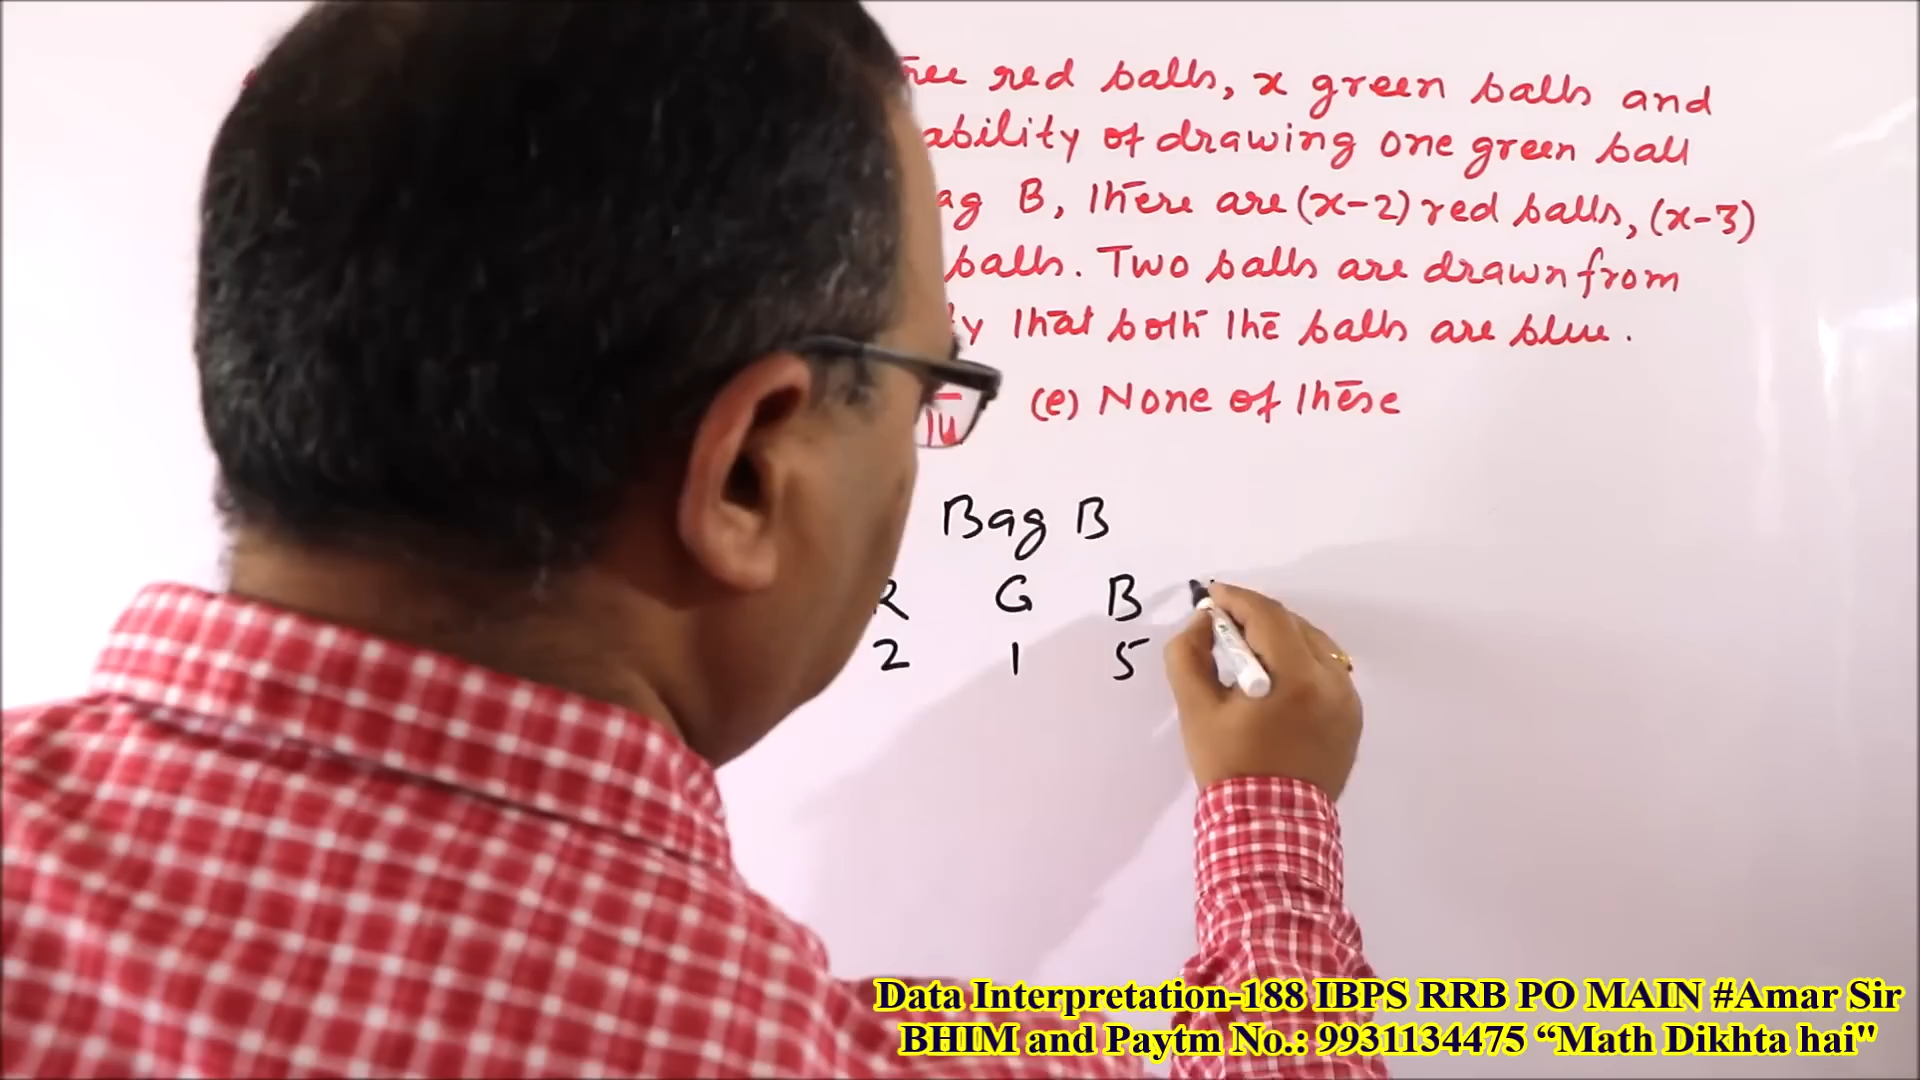 red balls, x green balls and
of drawing one green ball
B, there are (x-2) red balls, (x-3)
balls. Two balls are drawn from
that both the balls are blue.
(e) None of these
Bag B
R G B
2 1 5
Data Interpretation-188 IBPS RRB PO MAIN #Amar Sir
BHIM and Paytm No.: 9931134475 “Math Dikhta hai"